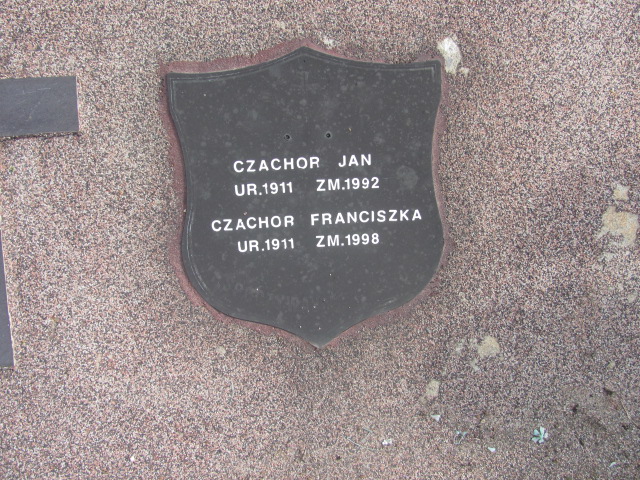 CZACHOR JAN
UR.1911 ZM.1992
CZACHOR FRANCISZKA
UR.1911 ZM.1998